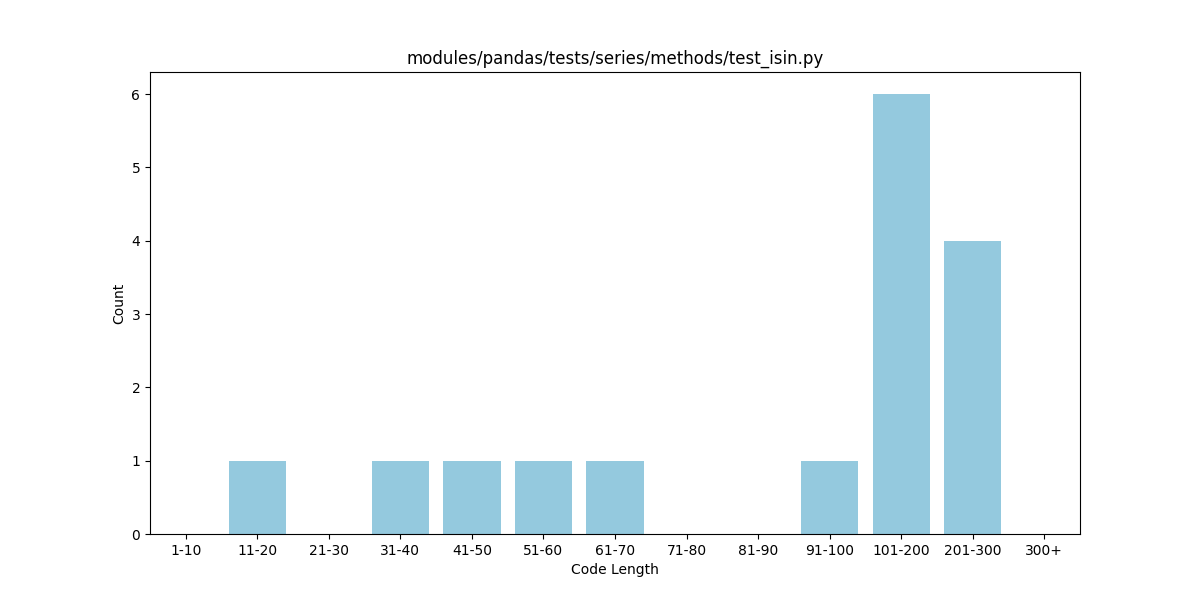 modules/pandas/tests/series/methods/test_isin.py
Count
6
5
4
3
2
1
0
1-10 11-20 21-30 31-40 41-50 51-60 61-70 71-80 81-90 91-100 101-200 201-300 300+
Code Length